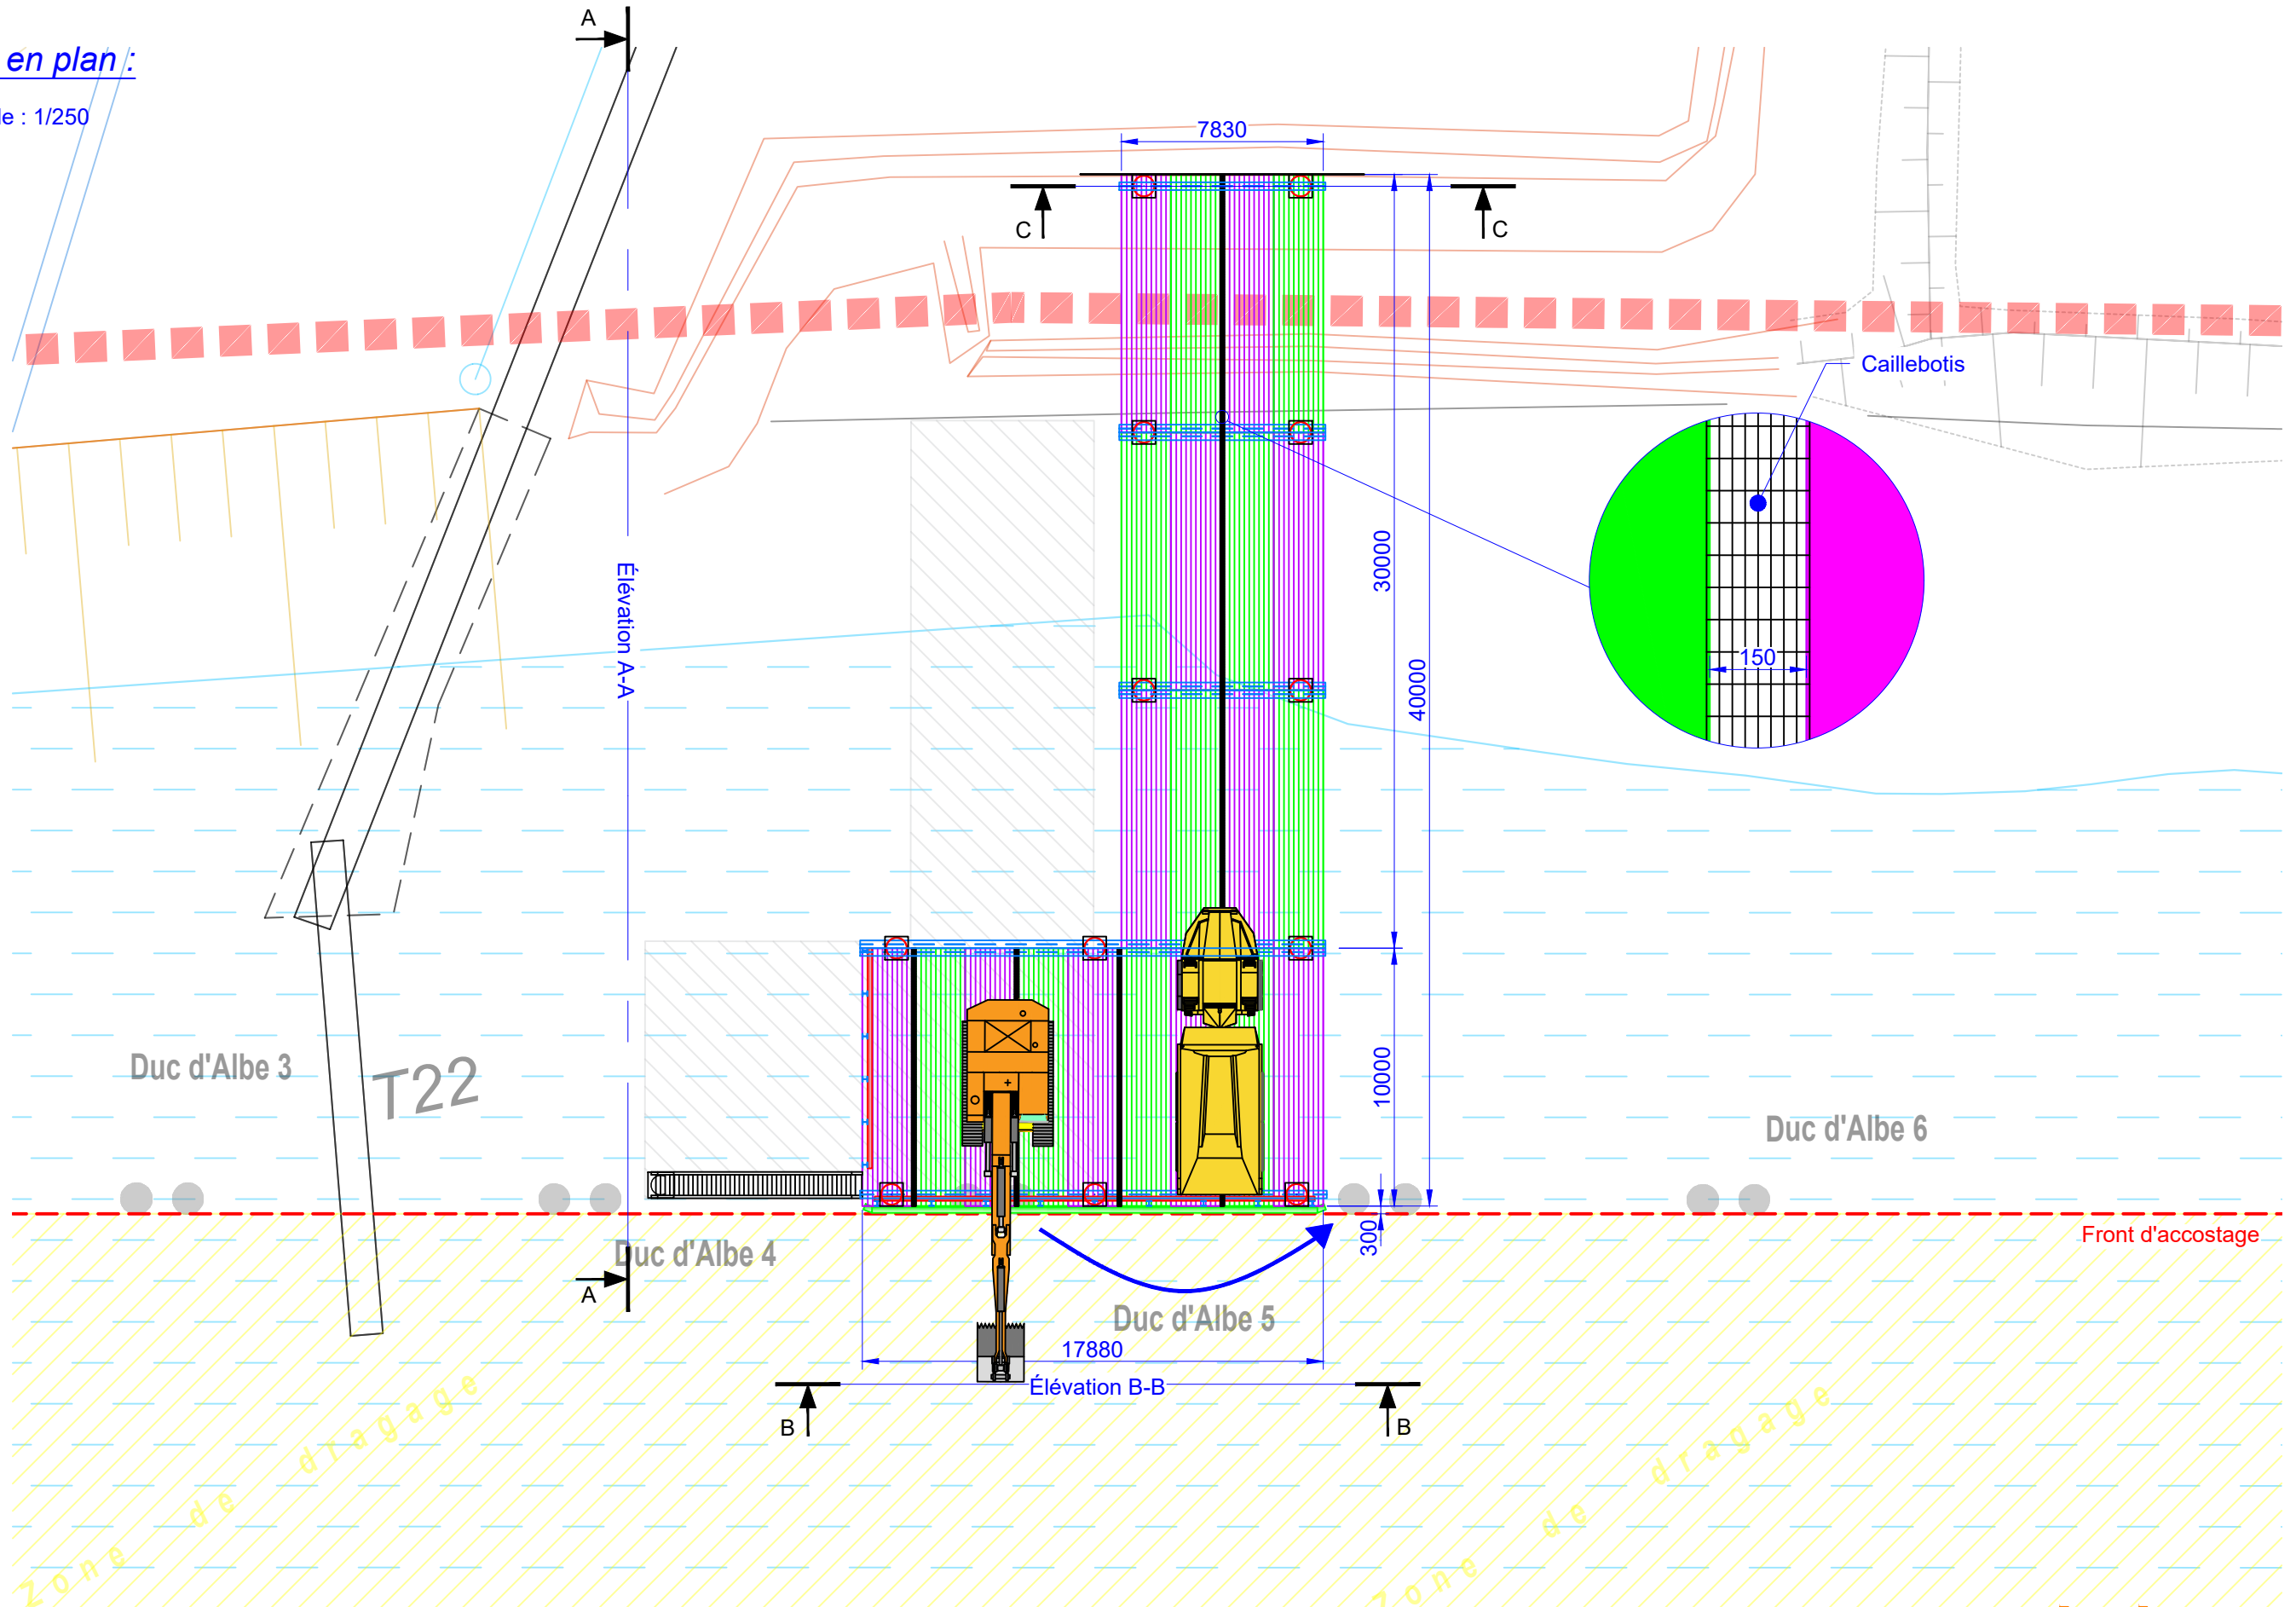 A
en plan :
le : 1/250
7830
C
C
Caillebotis
30000
Élévation A-A
150
40000
10000
Duc d'Albe 3
T22
Duc d'Albe 6
Front d'accostage
300
Duc d'Albe 4
A
Duc d'Albe 5
17880
Élévation B-B
B
B
Zone de dragage
Zone de dragage